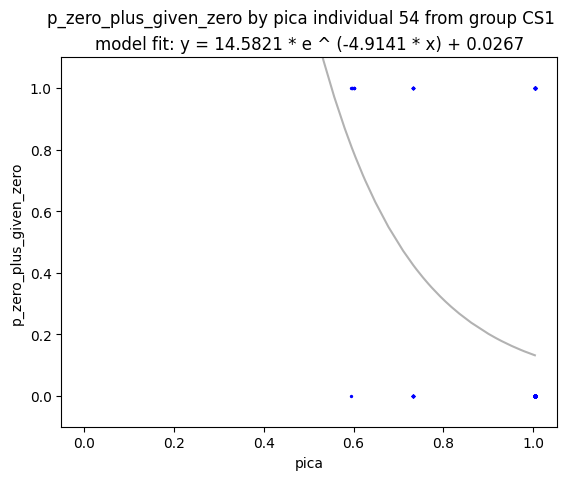 p_zero_plus_given_zero by pica individual 54 from group CS1
model fit: y = 14.5821 * e ^ (-4.9141 * x) + 0.0267
p_zero_plus_given_zero
1.0
0.8
0.6
0.4
0.2
0.0
0.0 0.2 0.4 0.6 0.8 1.0
pica